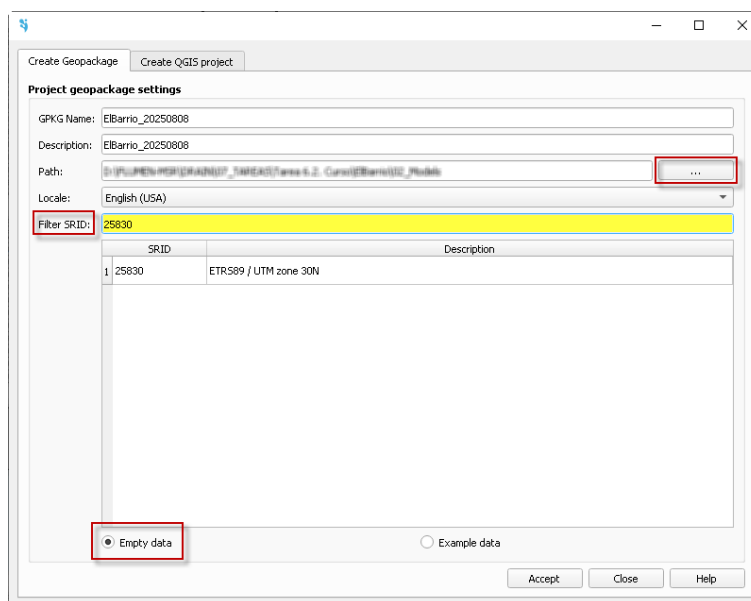 Create Geopackage Create QGIS project
Project geopackage settings
GPKG Name: ElBarrio_20250808
Description: ElBarrio_20250808
Path: ...
Locale: English (USA)
Filter SRID: 25830
SRID Description
1 25830 ETRS89 / UTM zone 30N
Empty data Example data
Accept Close Help